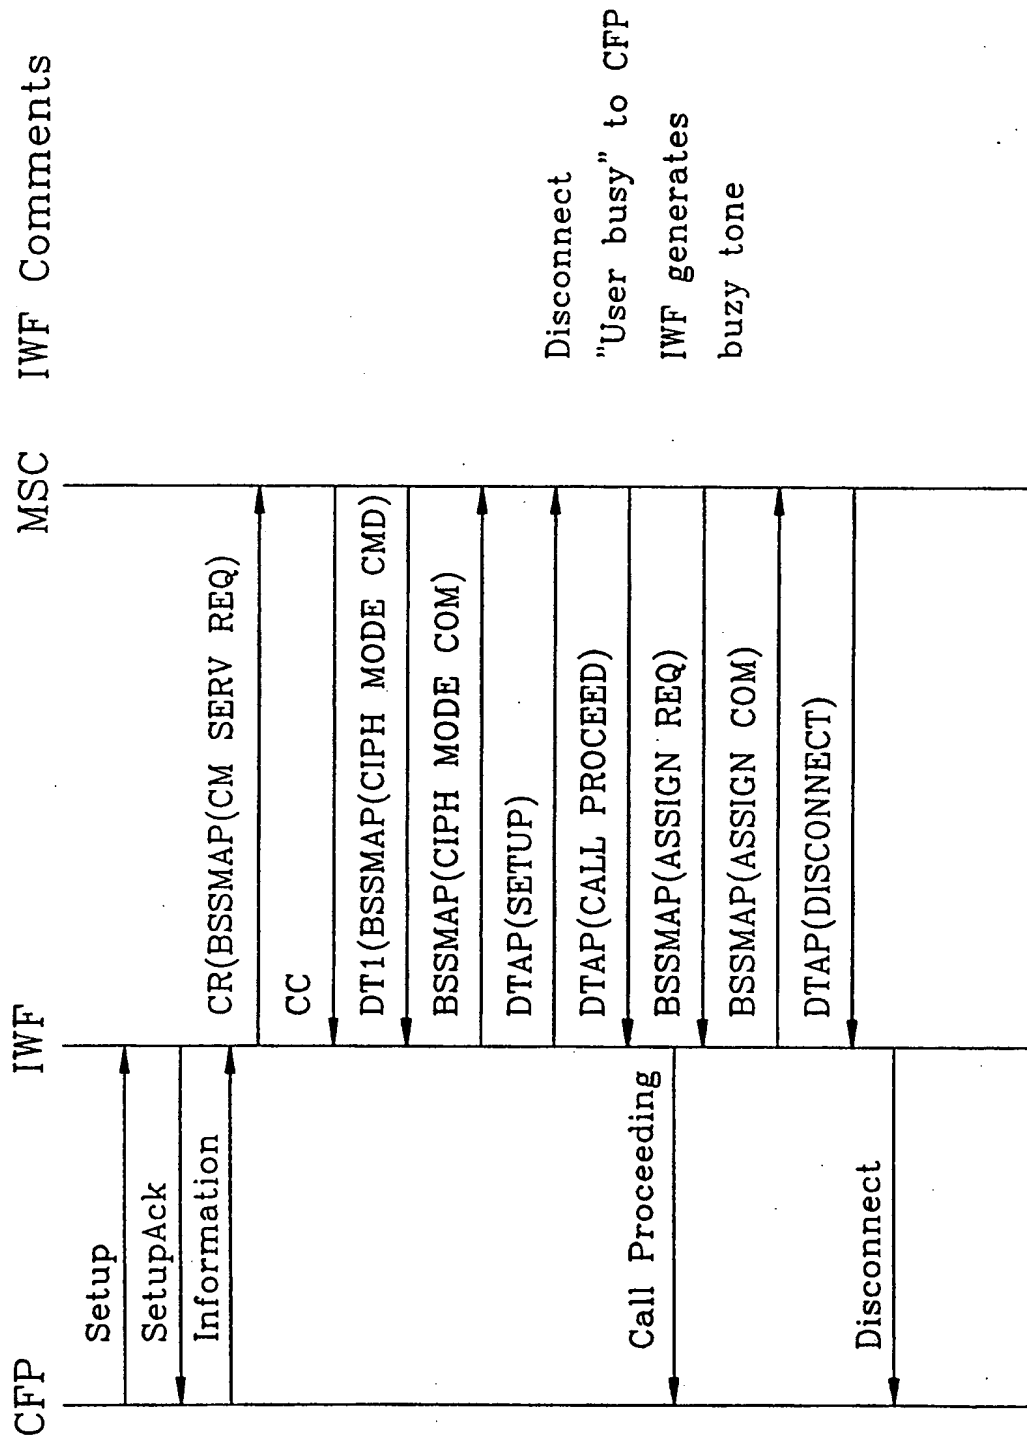 CFP
IWF
MSC
IWF Comments
Setup
SetupAck
Information
CR(BSSMAP(CM SERV REQ)
CC
DT1(BSSMAP(CIPH MODE CMD)
BSSMAP(CIPH MODE COM)
DTAP(SETUP)
DTAP(CALL PROCEED)
Call Proceeding
BSSMAP(ASSIGN REQ)
BSSMAP(ASSIGN COM)
DTAP(DISCONNECT)
Disconnect
Disconnect
"User busy" to CFP
IWF generates
buzy tone